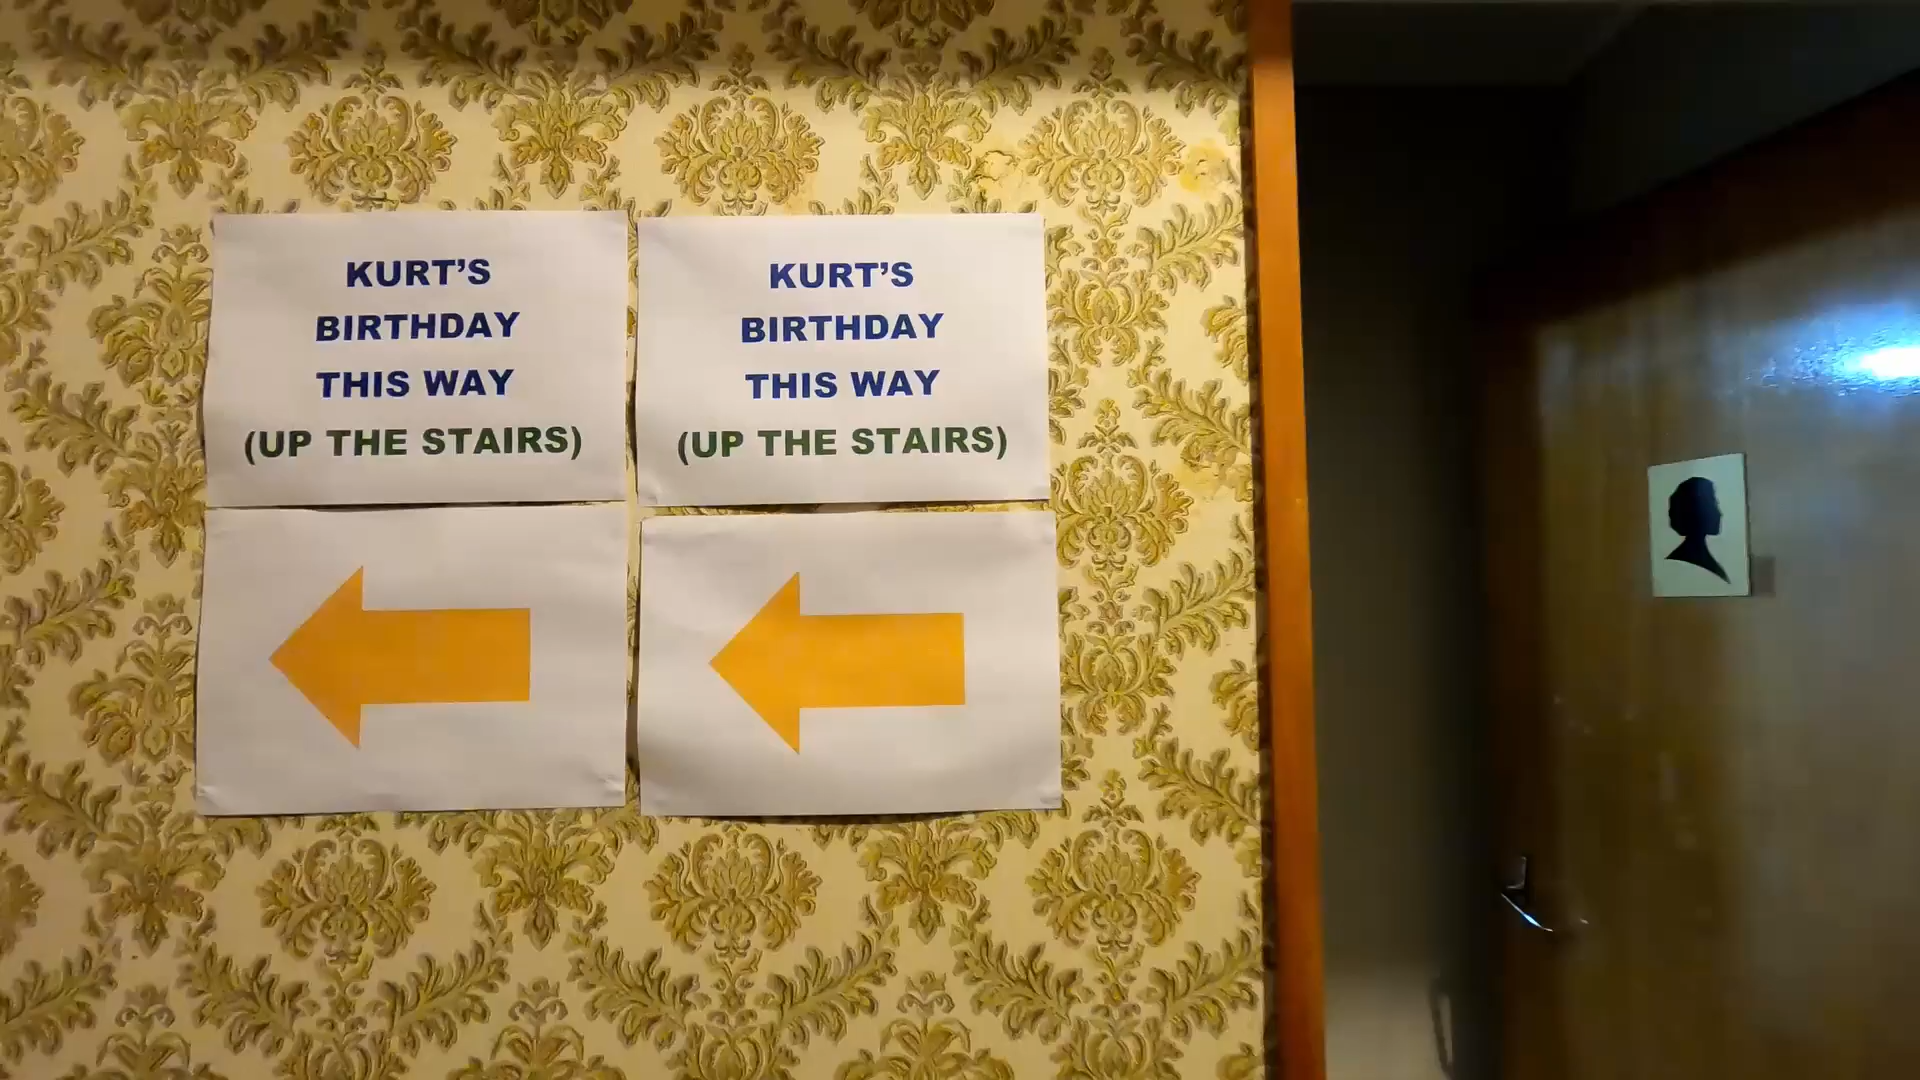 KURT’S
BIRTHDAY
THIS WAY
(UP THE STAIRS)
KURT’S
BIRTHDAY
THIS WAY
(UP THE STAIRS)